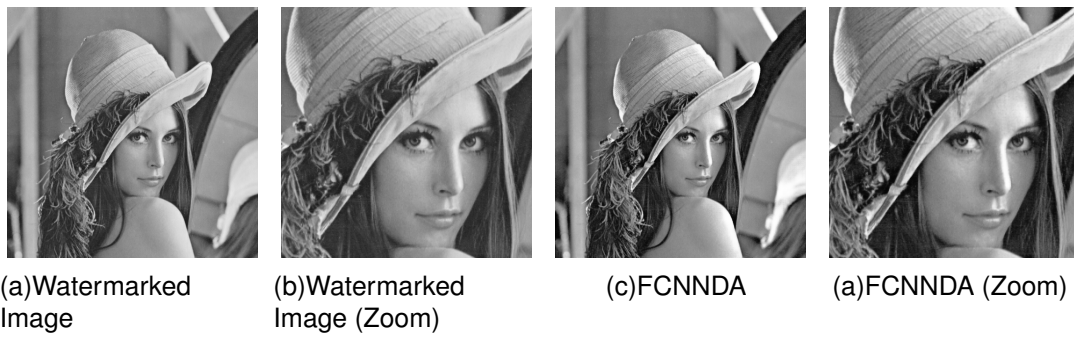 (a)Watermarked
Image
(b)Watermarked
Image (Zoom)
(c)FCNNDA
(a)FCNNDA (Zoom)